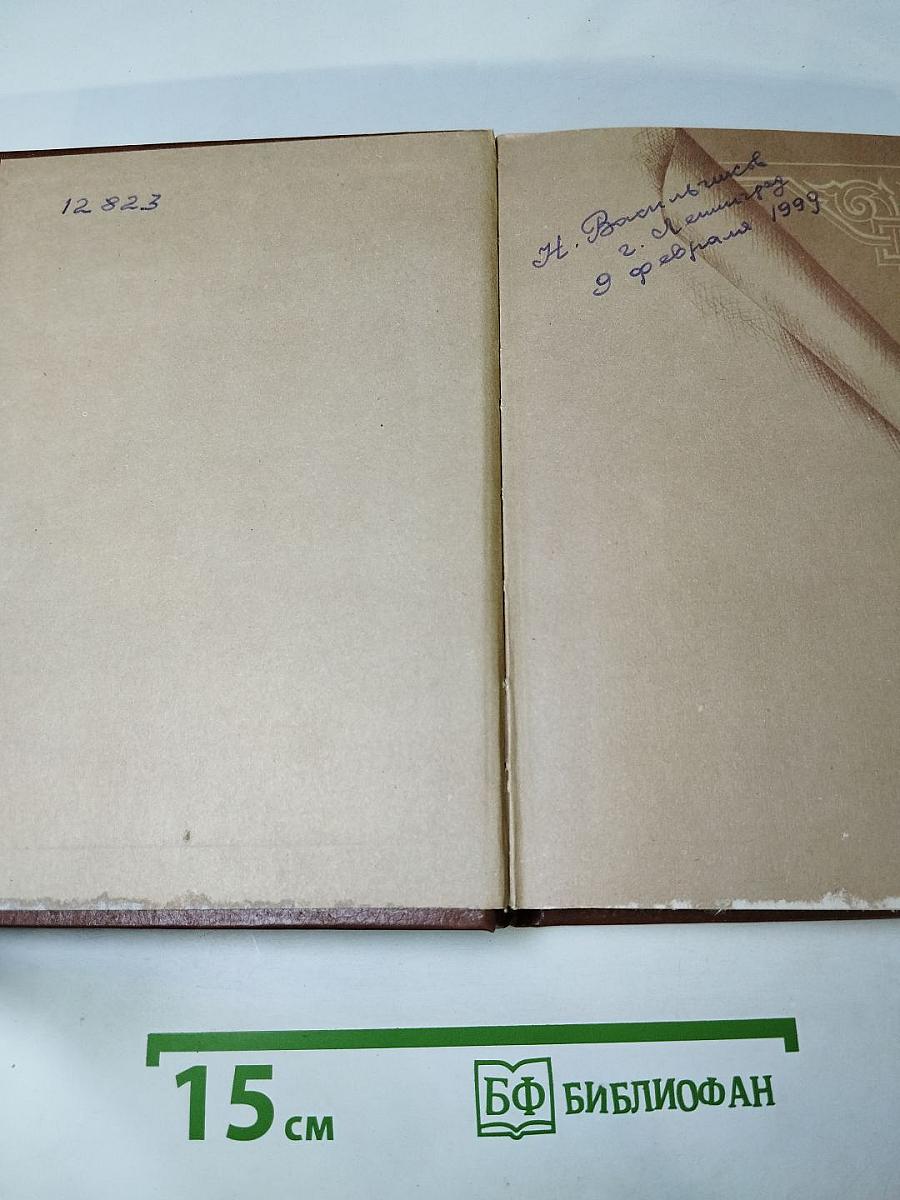 12823
Н. Васильчиков
г. Ленинград
9 февраля 1999
15 см
БФ БИБЛИОФАН